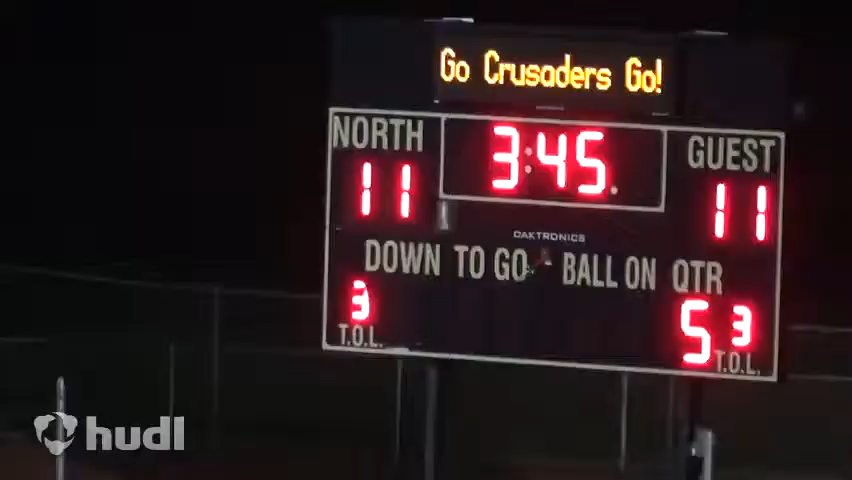 Go Crusaders Go!
NORTH 3:45. GUEST
11 11
DAKTRONICS
DOWN TO GO BALL ON QTR
3 5 3
T.O.L. T.O.L.
hudl